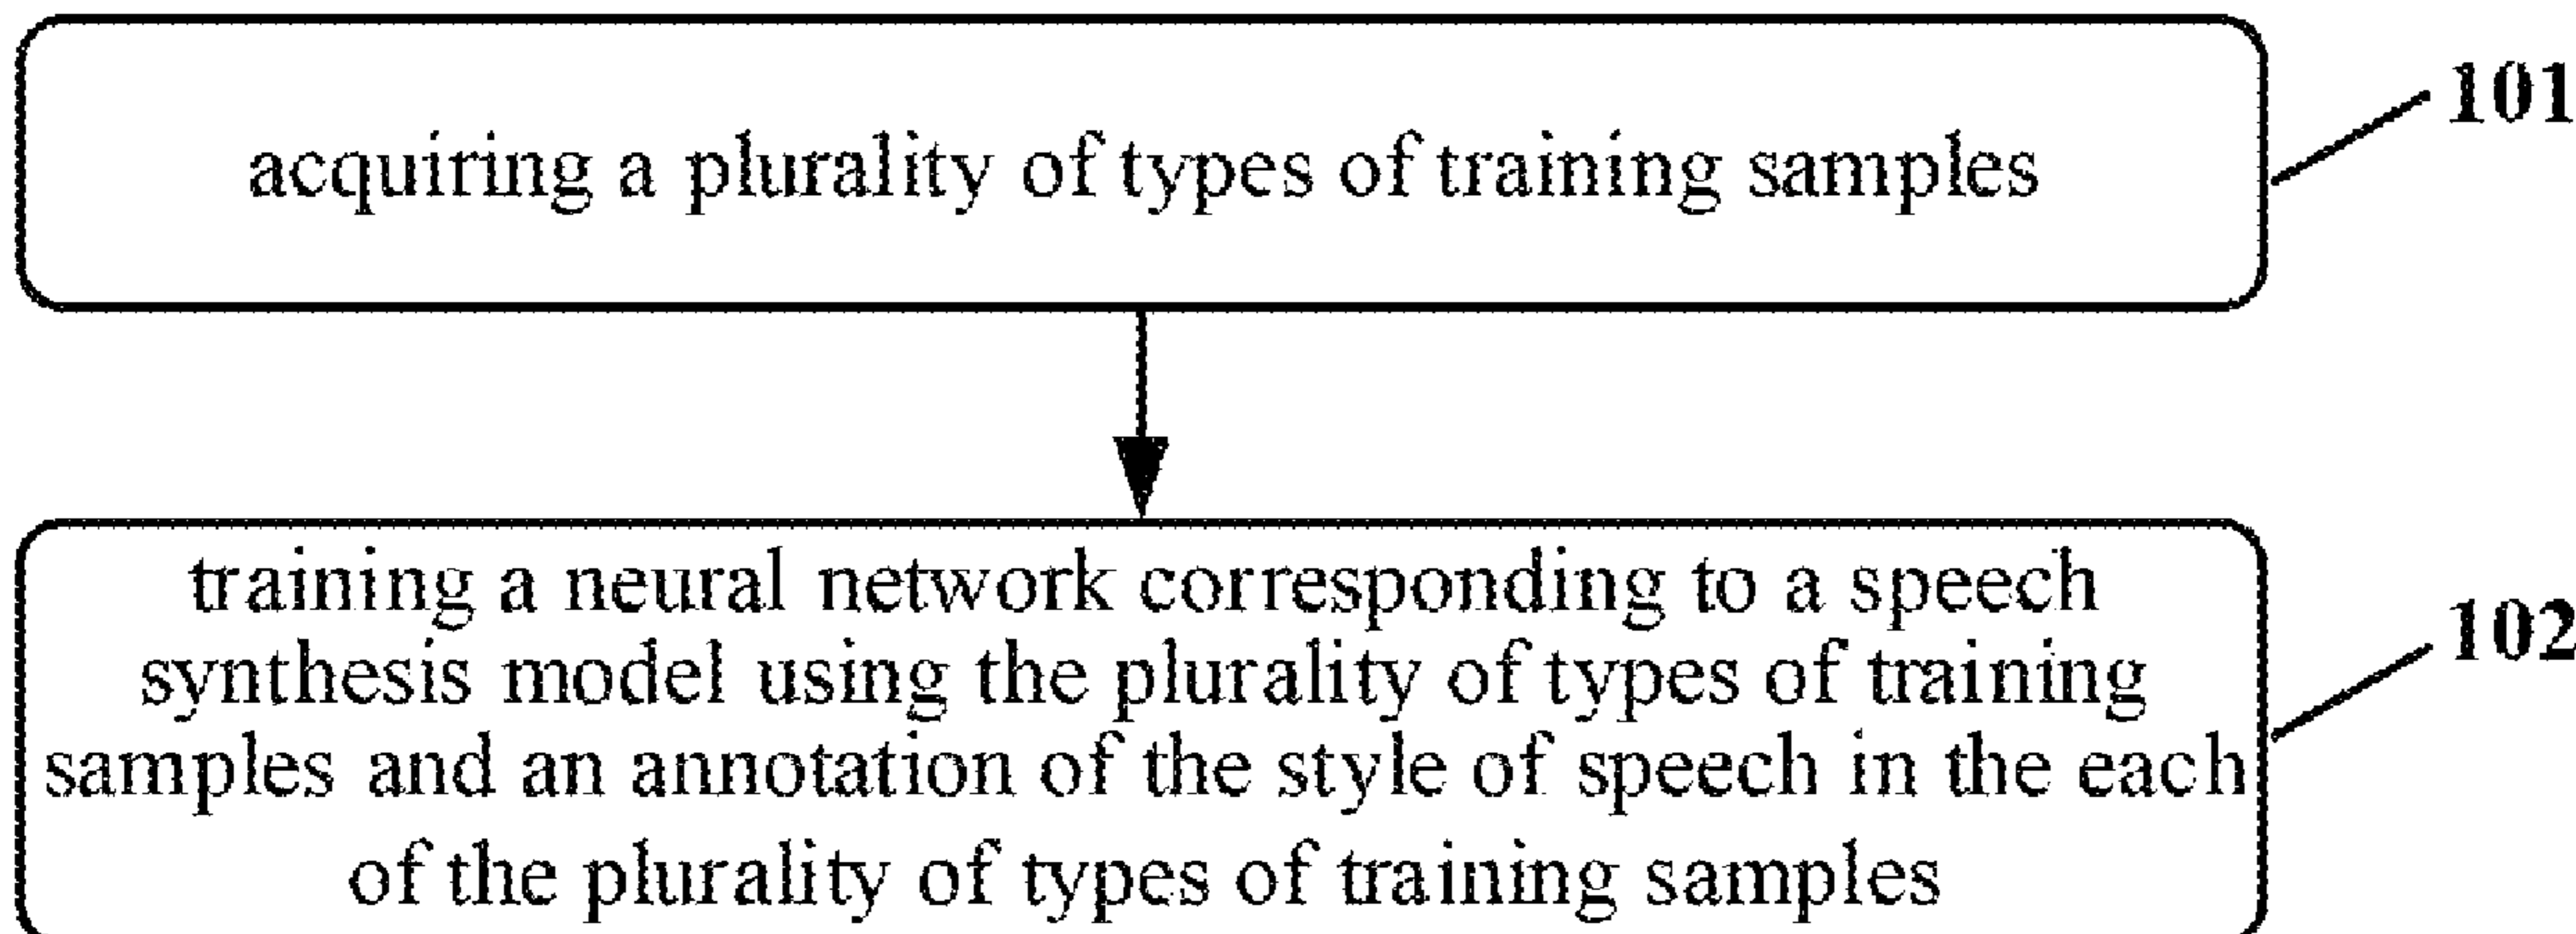 acquiring a plurality of types of training samples
101
training a neural network corresponding to a speech
synthesis model using the plurality of types of training
samples and an annotation of the style of speech in the each
of the plurality of types of training samples
102